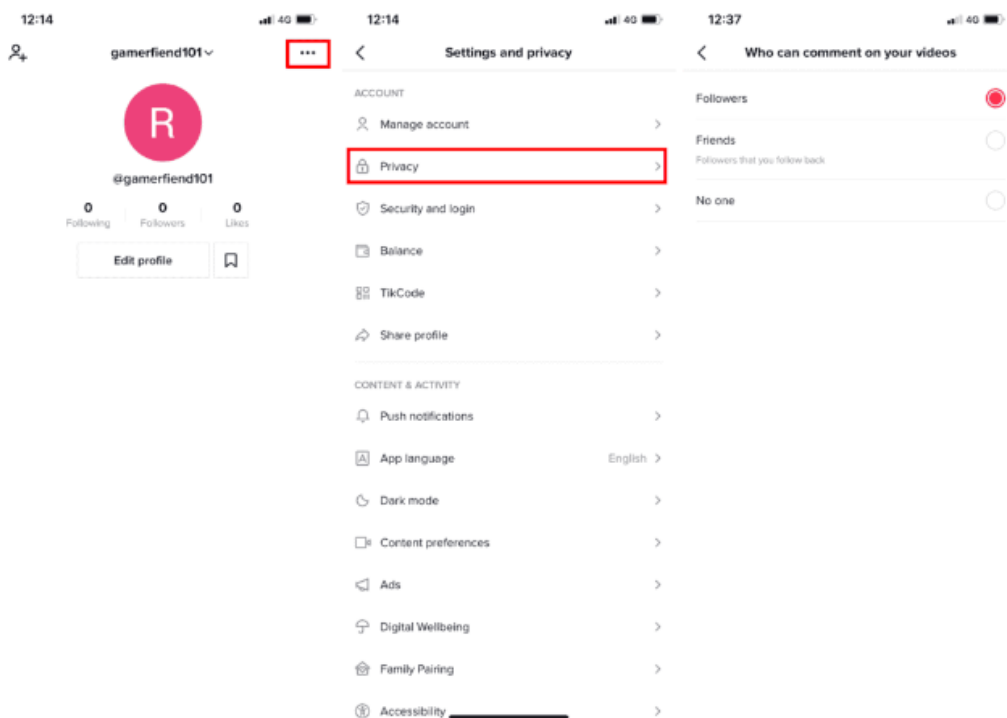 12:14
4G
gamerfiend101
R
@gamerfiend101
0 0 0
Following Followers Likes
Edit profile
12:14
4G
Settings and privacy
ACCOUNT
Manage account
Privacy
Security and login
Balance
TikCode
Share profile
CONTENT & ACTIVITY
Push notifications
App language English
Dark mode
Content preferences
Ads
Digital Wellbeing
Family Pairing
Accessibility
12:37
4G
Who can comment on your videos
Followers
Friends
Followers that you follow back
No one